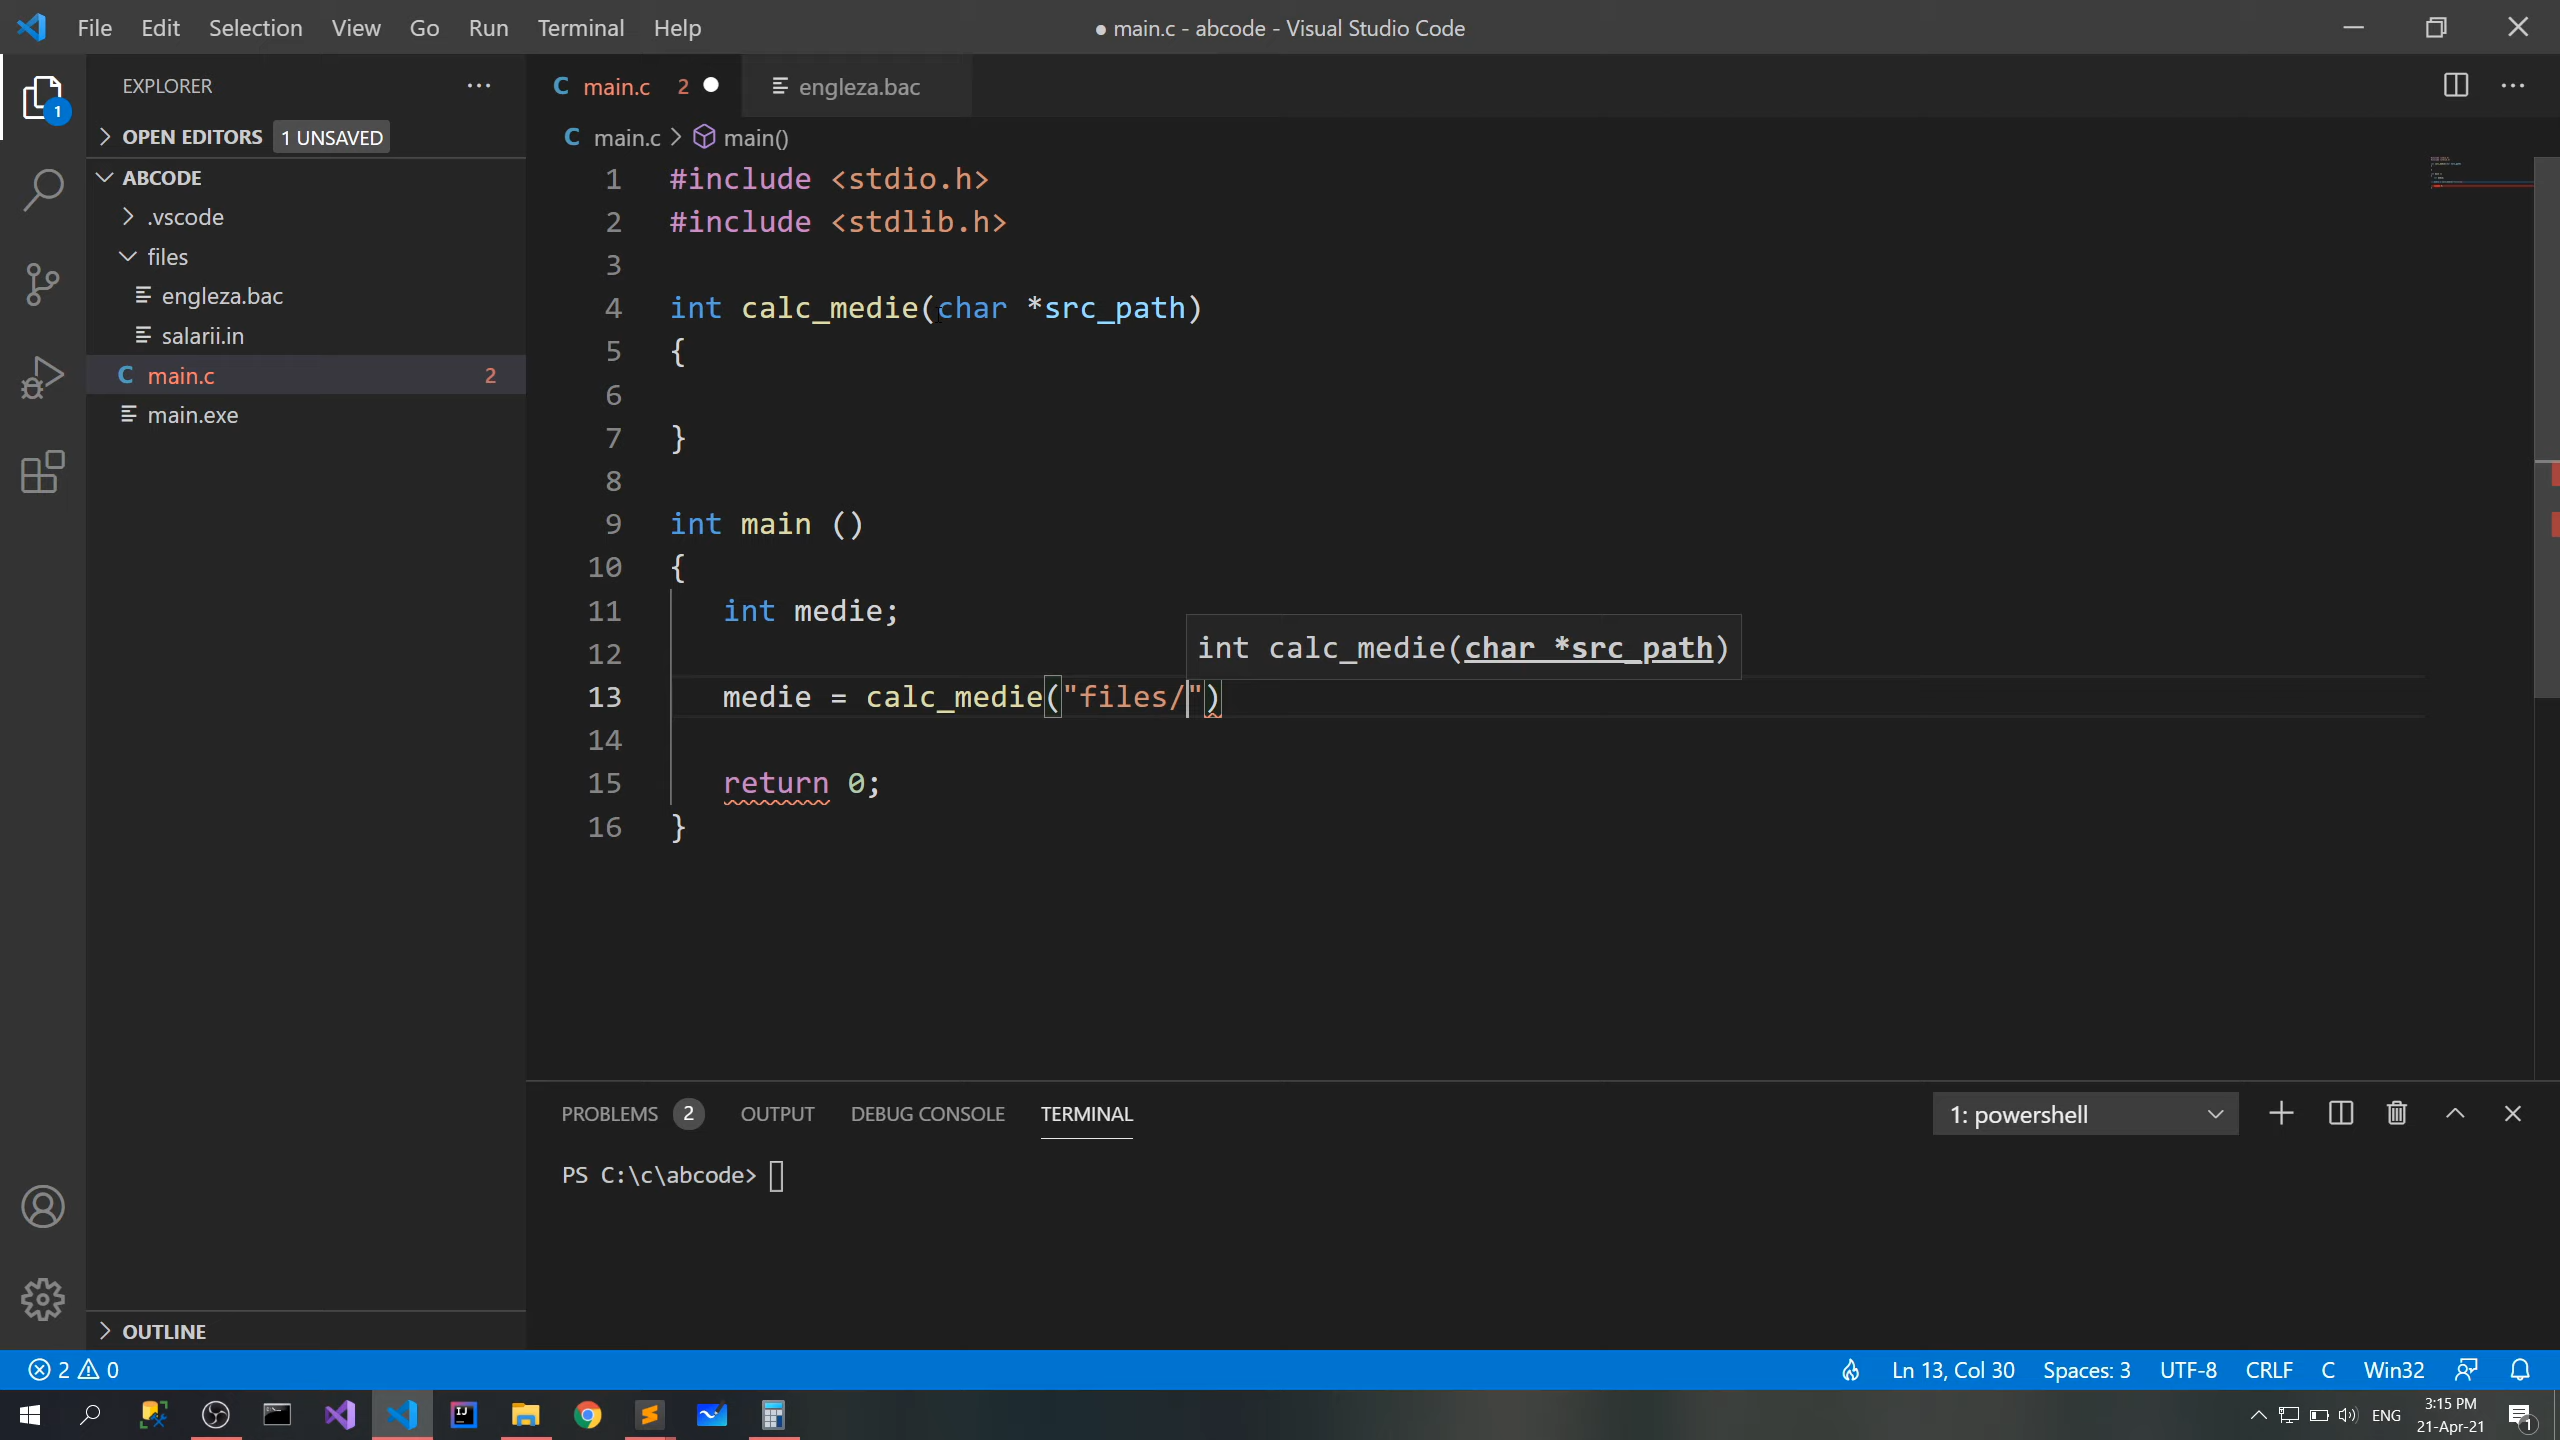 File Edit Selection View Go Run Terminal Help
● main.c - abcode - Visual Studio Code
EXPLORER
OPEN EDITORS 1 UNSAVED
ABCODE
.vscode
files
engleza.bac
salarii.in
main.c 2
main.exe
OUTLINE
main.c 2
engleza.bac
main.c > main()
1 #include <stdio.h>
2 #include <stdlib.h>
3
4 int calc_medie(char *src_path)
5 {
6
7 }
8
9 int main ()
10 {
11 int medie;
12
int calc_medie(char *src_path)
13 medie = calc_medie("files/")
14
15 return 0;
16 }
PROBLEMS 2 OUTPUT DEBUG CONSOLE TERMINAL
1: powershell
PS C:\c\abcode>
2 0
Ln 13, Col 30 Spaces: 3 UTF-8 CRLF C Win32
ENG
3:15 PM
21-Apr-21
1